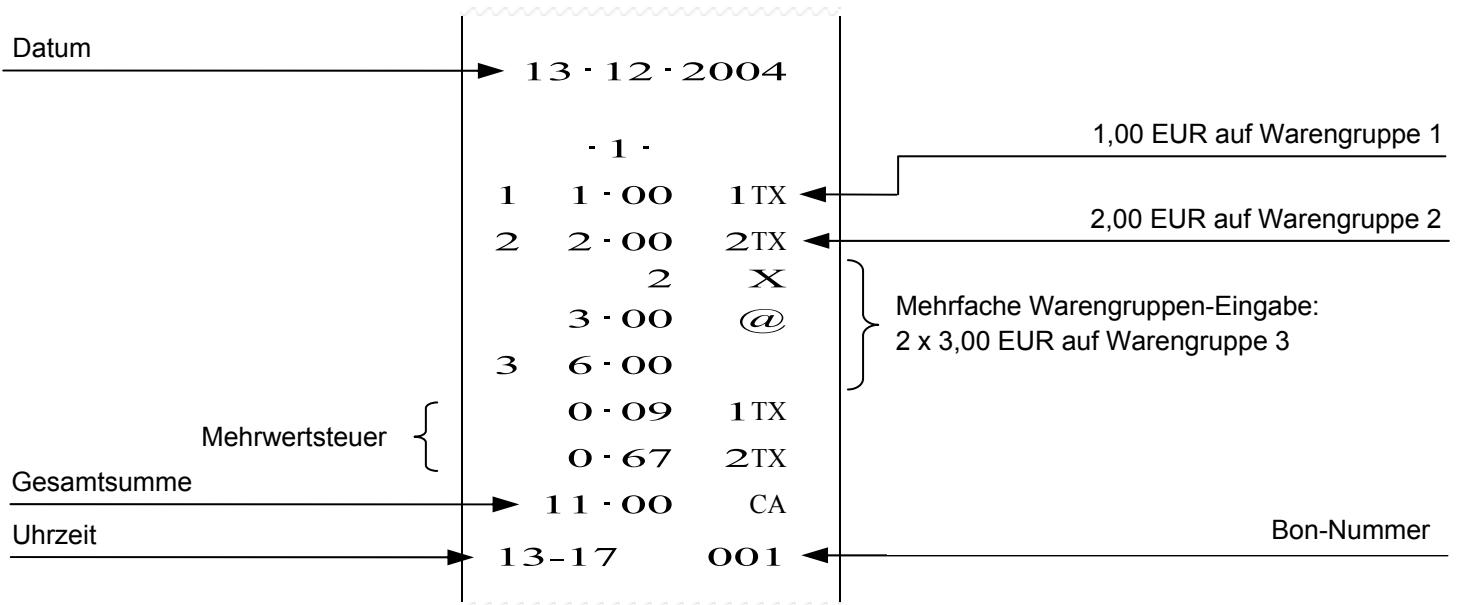 Datum
13-12-2004
1,00 EUR auf Warengruppe 1
-1-
1 1-00 1TX
2,00 EUR auf Warengruppe 2
2 2-00 2TX
2 X
Mehrfache Warengruppen-Eingabe:
2 x 3,00 EUR auf Warengruppe 3
3-00 @
3 6-00
0-09 1TX
Mehrwertsteuer
0-67 2TX
Gesamtsumme
11-00 CA
Uhrzeit
13-17 001
Bon-Nummer